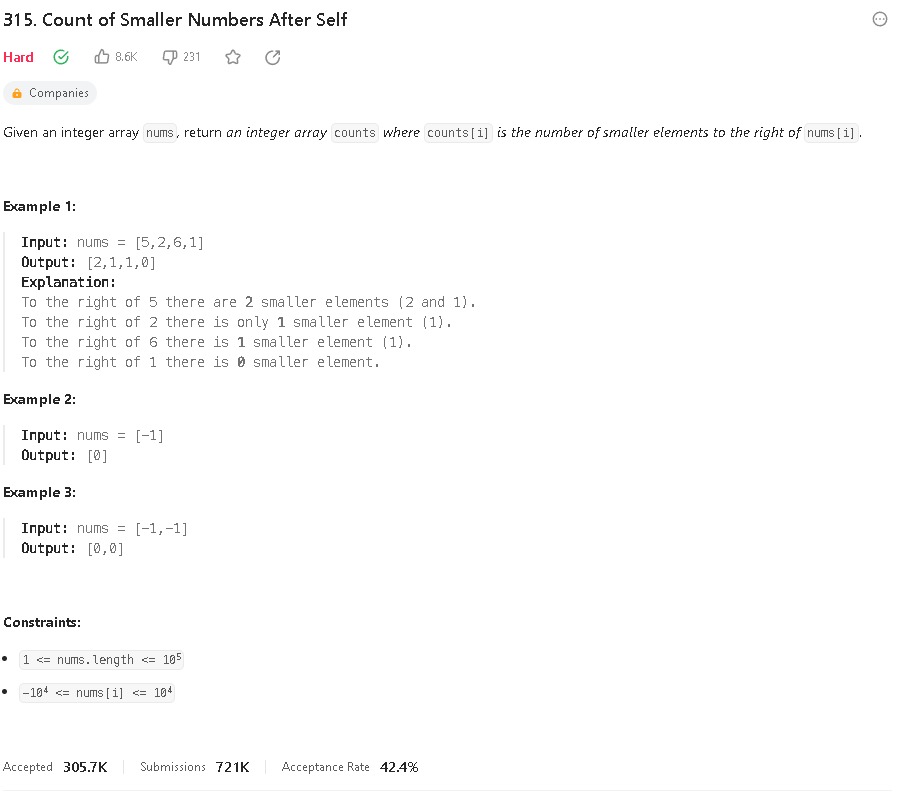 315. Count of Smaller Numbers After Self
Hard 8.6K 231
Companies
Given an integer array nums, return an integer array counts where counts[i] is the number of smaller elements to the right of nums[i].
Example 1:
Input: nums = [5,2,6,1]
Output: [2,1,1,0]
Explanation:
To the right of 5 there are 2 smaller elements (2 and 1).
To the right of 2 there is only 1 smaller element (1).
To the right of 6 there is 1 smaller element (1).
To the right of 1 there is 0 smaller element.
Example 2:
Input: nums = [-1]
Output: [0]
Example 3:
Input: nums = [-1,-1]
Output: [0,0]
Constraints:
• 1 <= nums.length <= 10⁵
• -10⁴ <= nums[i] <= 10⁴
Accepted 305.7K Submissions 721K Acceptance Rate 42.4%